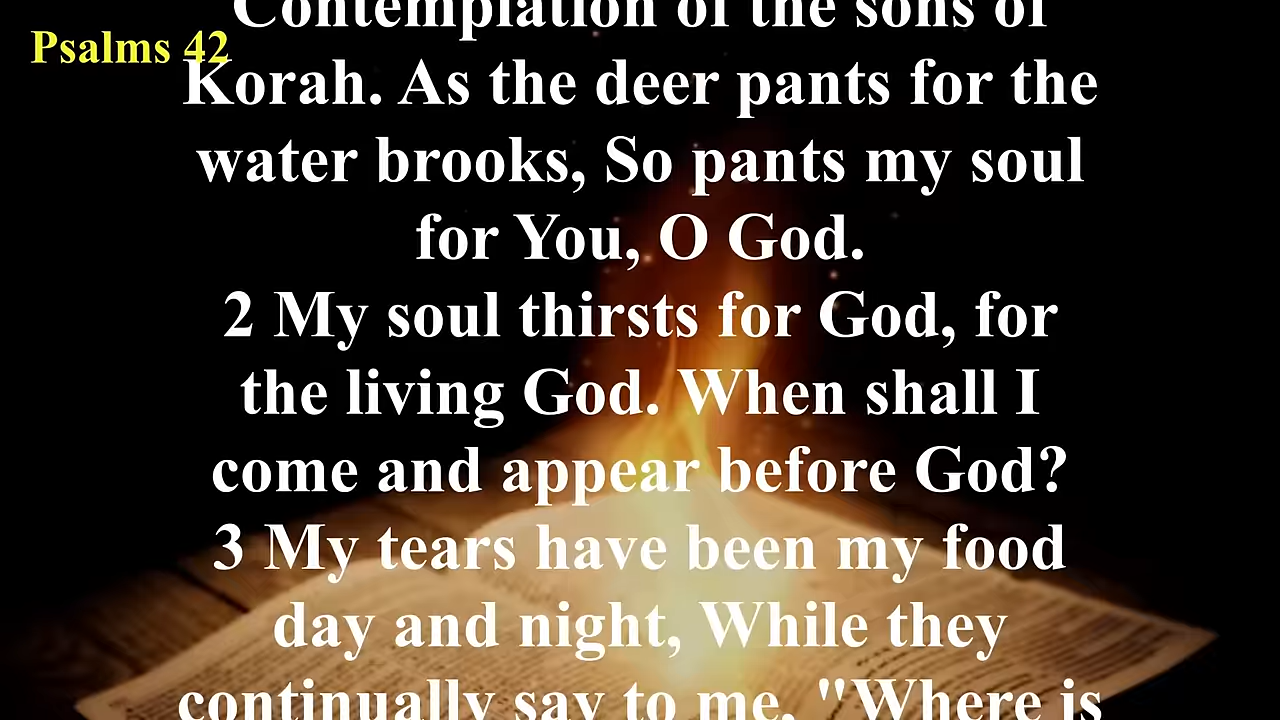 Contemplation of the sons of
Psalms 42
Korah. As the deer pants for the
water brooks, So pants my soul
for You, O God.
2 My soul thirsts for God, for
the living God. When shall I
come and appear before God?
3 My tears have been my food
day and night, While they
continually say to me, "Where is